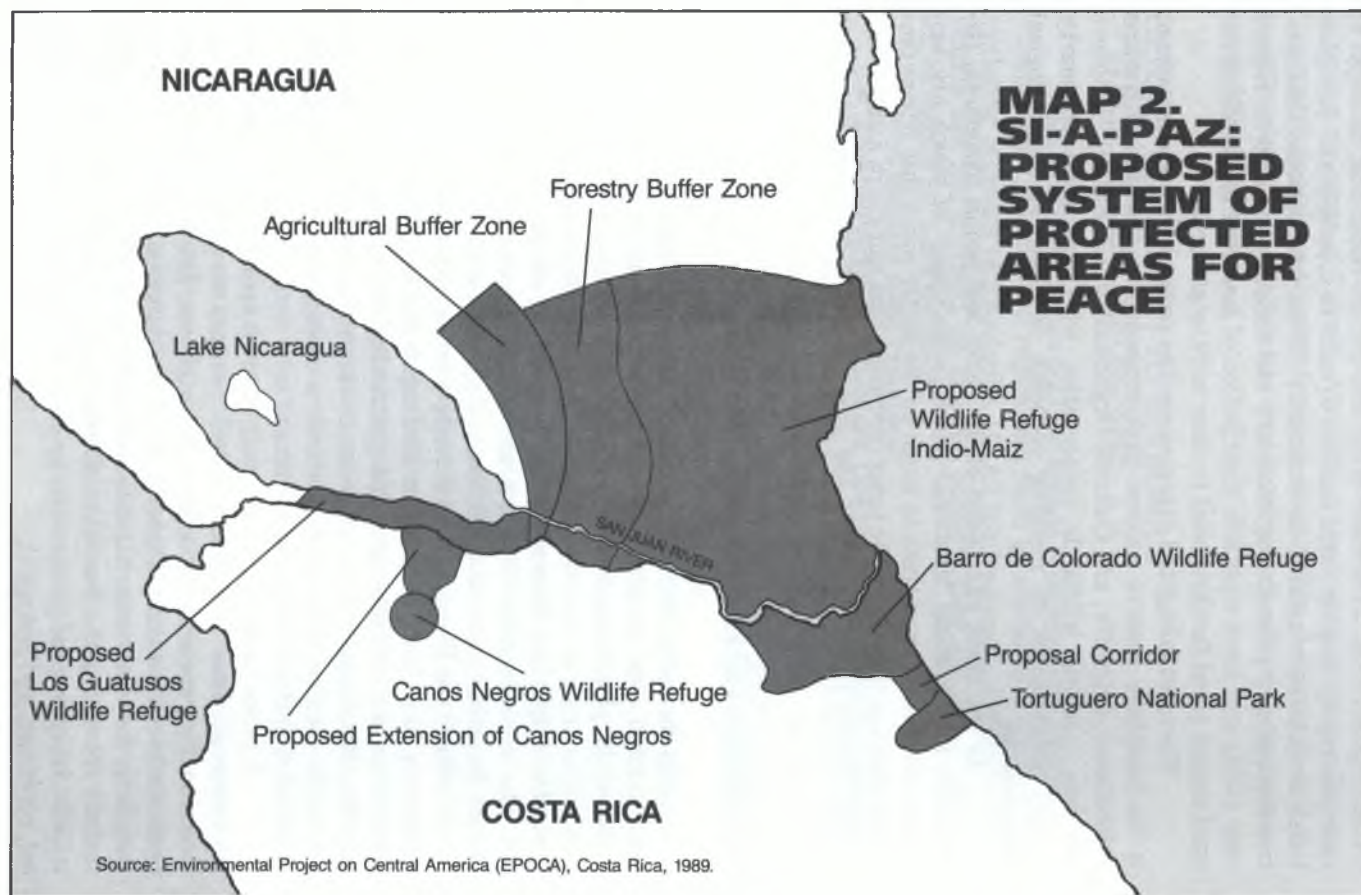 NICARAGUA
MAP 2.
SI-A-PAZ:
PROPOSED
SYSTEM OF
PROTECTED
AREAS FOR
PEACE
Forestry Buffer Zone
Agricultural Buffer Zone
Lake Nicaragua
Proposed
Wildlife Refuge
Indio-Maiz
SAN JUAN RIVER
Barro de Colorado Wildlife Refuge
Proposal Corridor
Tortuguero National Park
Proposed
Los Guatusos
Wildlife Refuge
Canos Negros Wildlife Refuge
Proposed Extension of Canos Negros
COSTA RICA
Source: Environmental Project on Central America (EPOCA), Costa Rica, 1989.